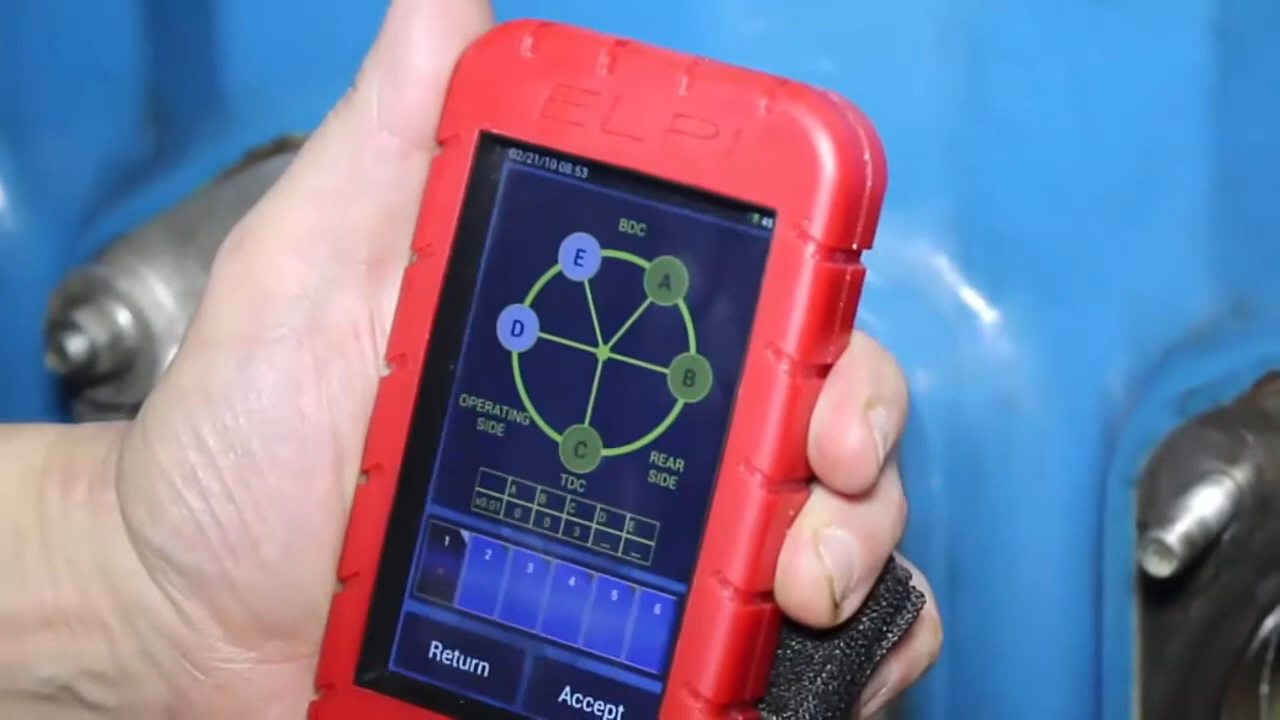 ELPI
02/21/10 08:53
45
BDC
E
A
D
B
C
OPERATING
SIDE
REAR
SIDE
TDC
A B C D E
x0.01 0 0 3 _ _
1 2 3 4 5 6
Return
Accept